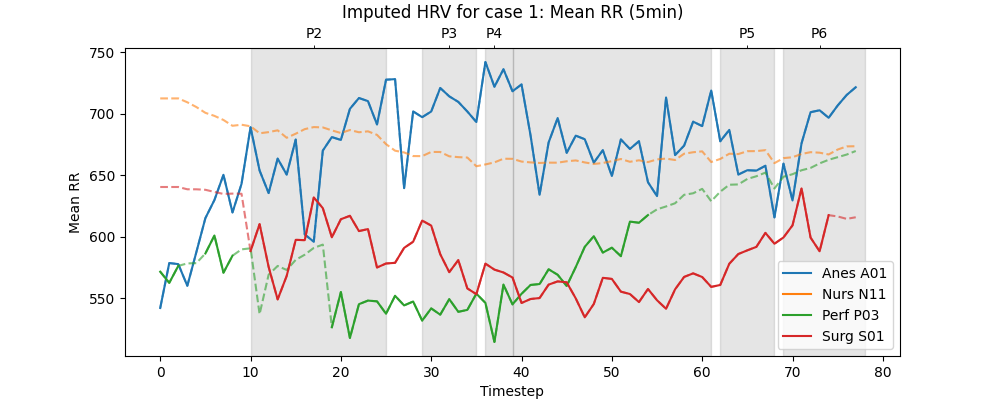 Imputed HRV for case 1: Mean RR (5min)
P2 P3 P4 P5 P6
750
700
650
600
550
Mean RR
0 10 20 30 40 50 60 70 80
Timestep
Anes A01
Nurs N11
Perf P03
Surg S01